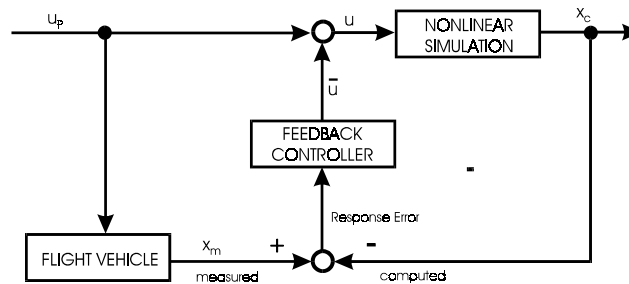 u_P
u
NONLINEAR
SIMULATION
x_c
ū
FEEDBACK
CONTROLLER
-
Response Error
FLIGHT VEHICLE
x_m
+
-
measured
computed